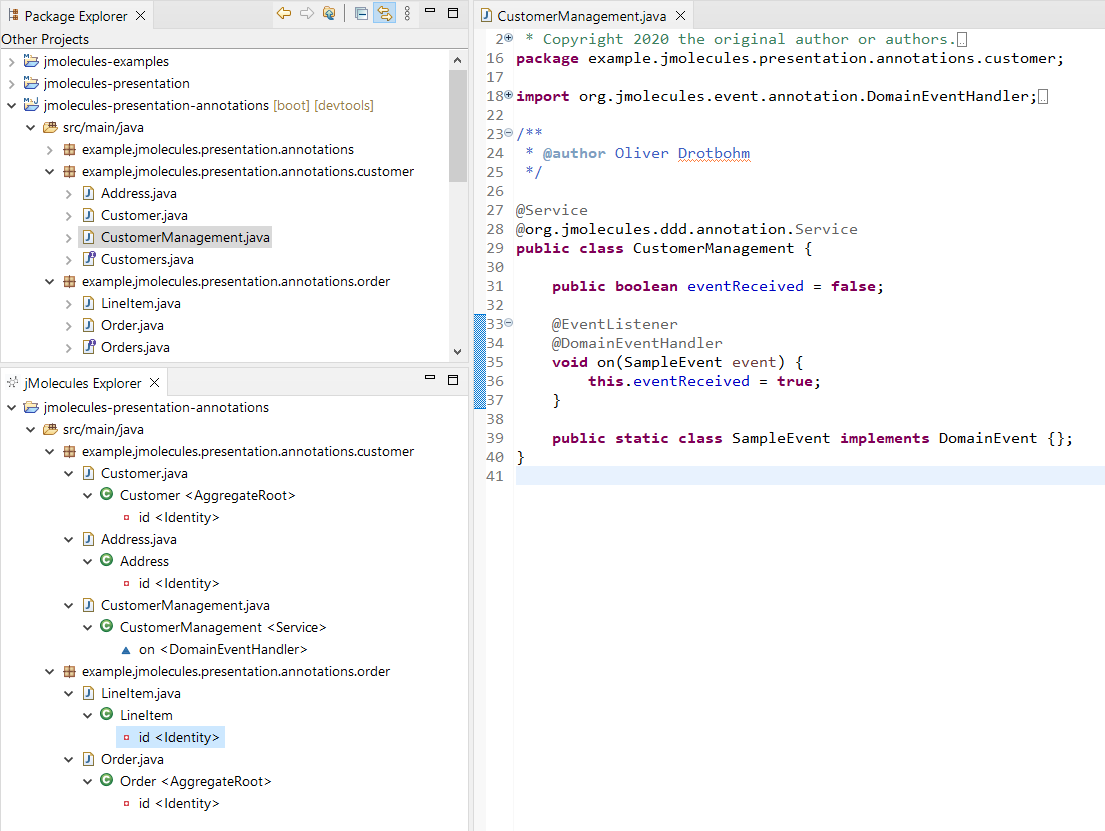 Package Explorer
Other Projects
jmolecules-examples
jmolecules-presentation
jmolecules-presentation-annotations [boot] [devtools]
src/main/java
example.jmolecules.presentation.annotations
example.jmolecules.presentation.annotations.customer
Address.java
Customer.java
CustomerManagement.java
Customers.java
example.jmolecules.presentation.annotations.order
LineItem.java
Order.java
Orders.java
jMolecules Explorer
jmolecules-presentation-annotations
src/main/java
example.jmolecules.presentation.annotations.customer
Customer.java
Customer <AggregateRoot>
id <Identity>
Address.java
Address
id <Identity>
CustomerManagement.java
CustomerManagement <Service>
on <DomainEventHandler>
example.jmolecules.presentation.annotations.order
LineItem.java
LineItem
id <Identity>
Order.java
Order <AggregateRoot>
id <Identity>
CustomerManagement.java
2 * Copyright 2020 the original author or authors.
16 package example.jmolecules.presentation.annotations.customer;
17
18 import org.jmolecules.event.annotation.DomainEventHandler;
22
23 /**
24 * @author Oliver Drotbohm
25 */
26
27 @Service
28 @org.jmolecules.ddd.annotation.Service
29 public class CustomerManagement {
30
31 public boolean eventReceived = false;
32
33 @EventListener
34 @DomainEventHandler
35 void on(SampleEvent event) {
36 this.eventReceived = true;
37 }
38
39 public static class SampleEvent implements DomainEvent {};
40 }
41